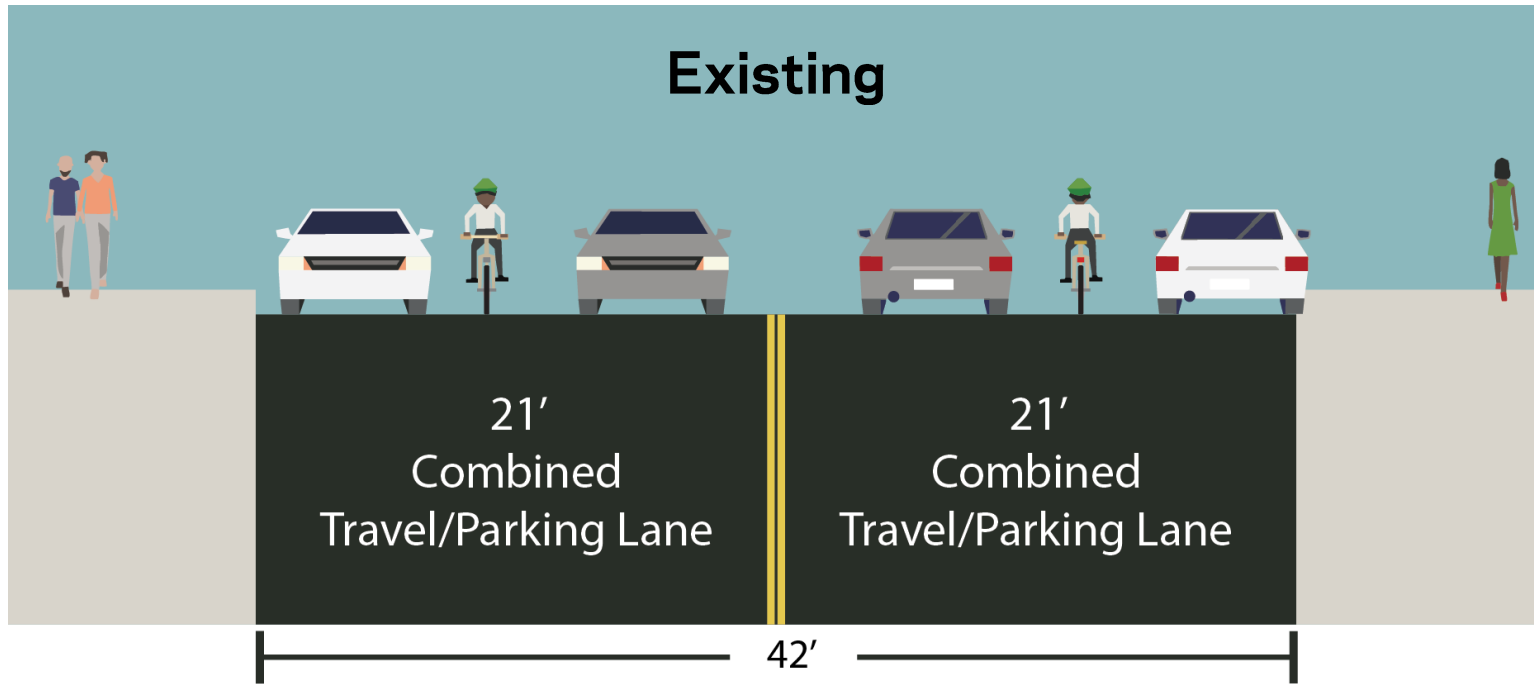 Existing
21’
Combined
Travel/Parking Lane
21’
Combined
Travel/Parking Lane
42’